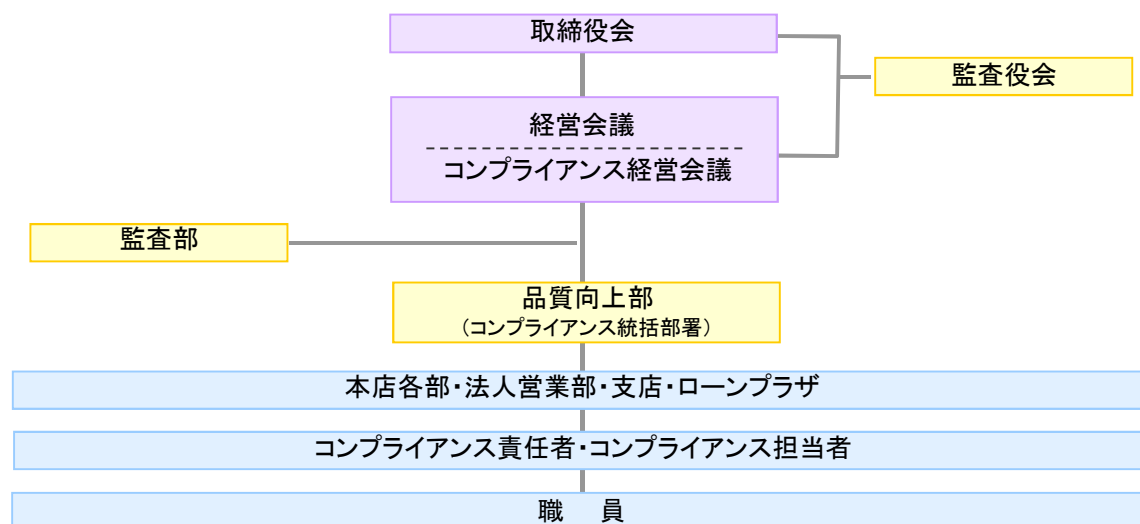 取締役会
監査役会
経営会議
コンプライアンス経営会議
監査部
品質向上部
（コンプライアンス統括部署）
本店各部・法人営業部・支店・ローンプラザ
コンプライアンス責任者・コンプライアンス担当者
職　員